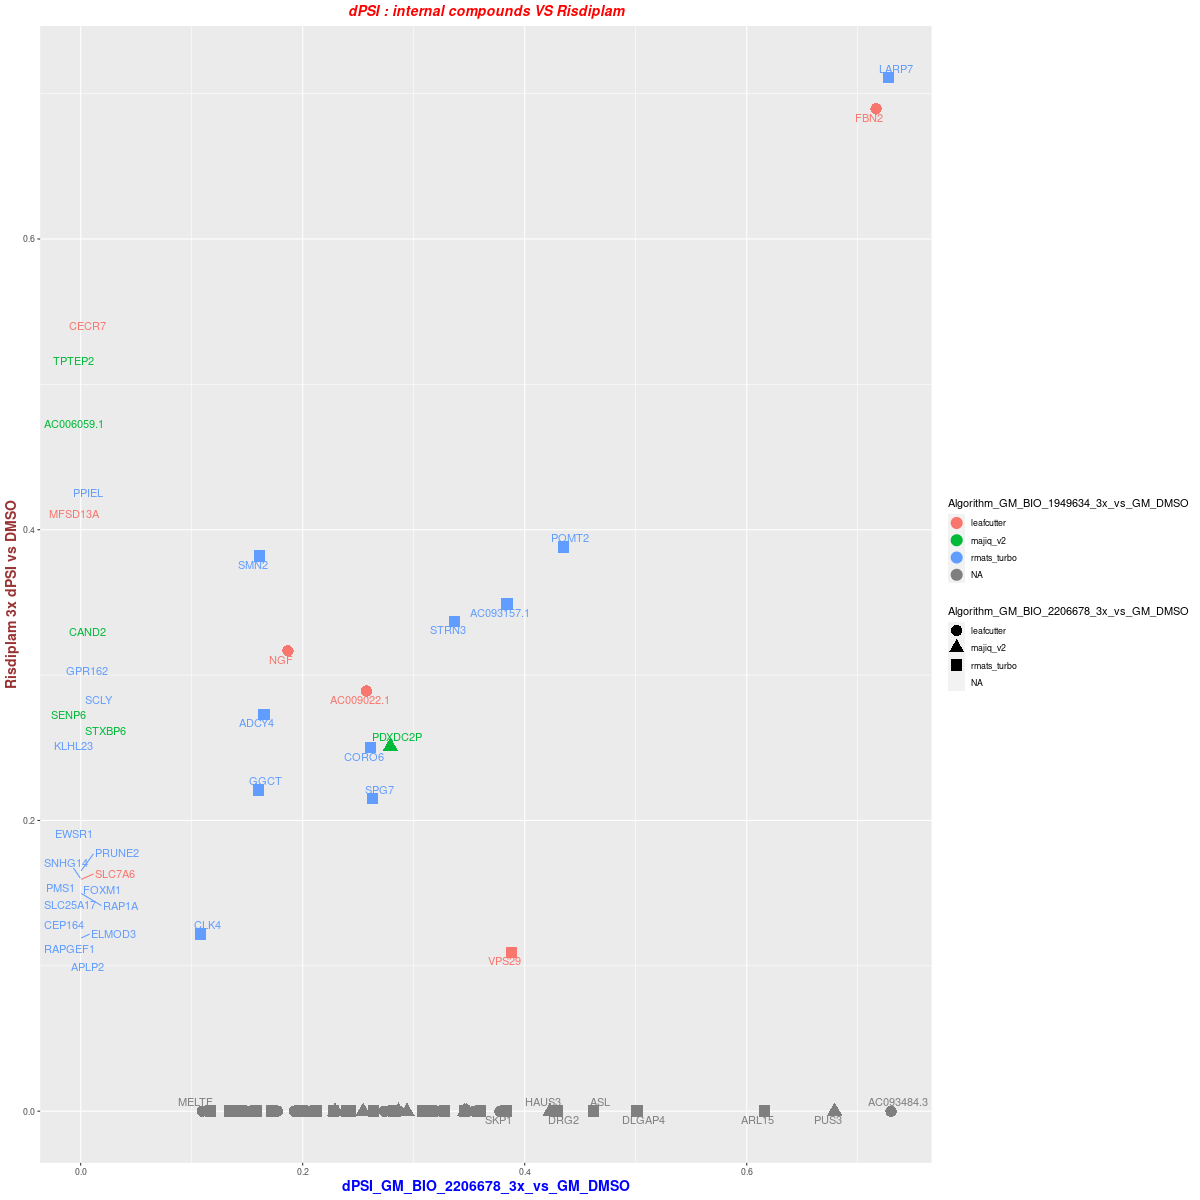 dPSI : internal compounds VS Risdiplam
LARP7
FBN2
0.6
CECR7
TPTEP2
AC006059.1
PPIEL
MFSD13A
0.4
POMT2
SMN2
AC093157.1
STRN3
CAND2
NGF
GPR162
AC009022.1
SCLY
SENP6
ADCY4
STXBP6
PDXDC2P
KLHL23
CORO6
GGCT
SPG7
0.2
EWSR1
PRUNE2
SNHG14
SLC7A6
PMS1
FOXM1
SLC25A17
RAP1A
CEP164
CLK4
ELMOD3
RAPGEF1
VPS29
APLP2
0.0
MELTF
HAUS3
ASL
AC093484.3
SKP1
DRG2
DLGAP4
ARL15
PUS3
0.0
0.2
0.4
0.6
dPSI_GM_BIO_2206678_3x_vs_GM_DMSO
Risdiplam 3x dPSI vs DMSO
Algorithm_GM_BIO_1949634_3x_vs_GM_DMSO
leafcutter
majiq_v2
rmats_turbo
NA
Algorithm_GM_BIO_2206678_3x_vs_GM_DMSO
leafcutter
majiq_v2
rmats_turbo
NA